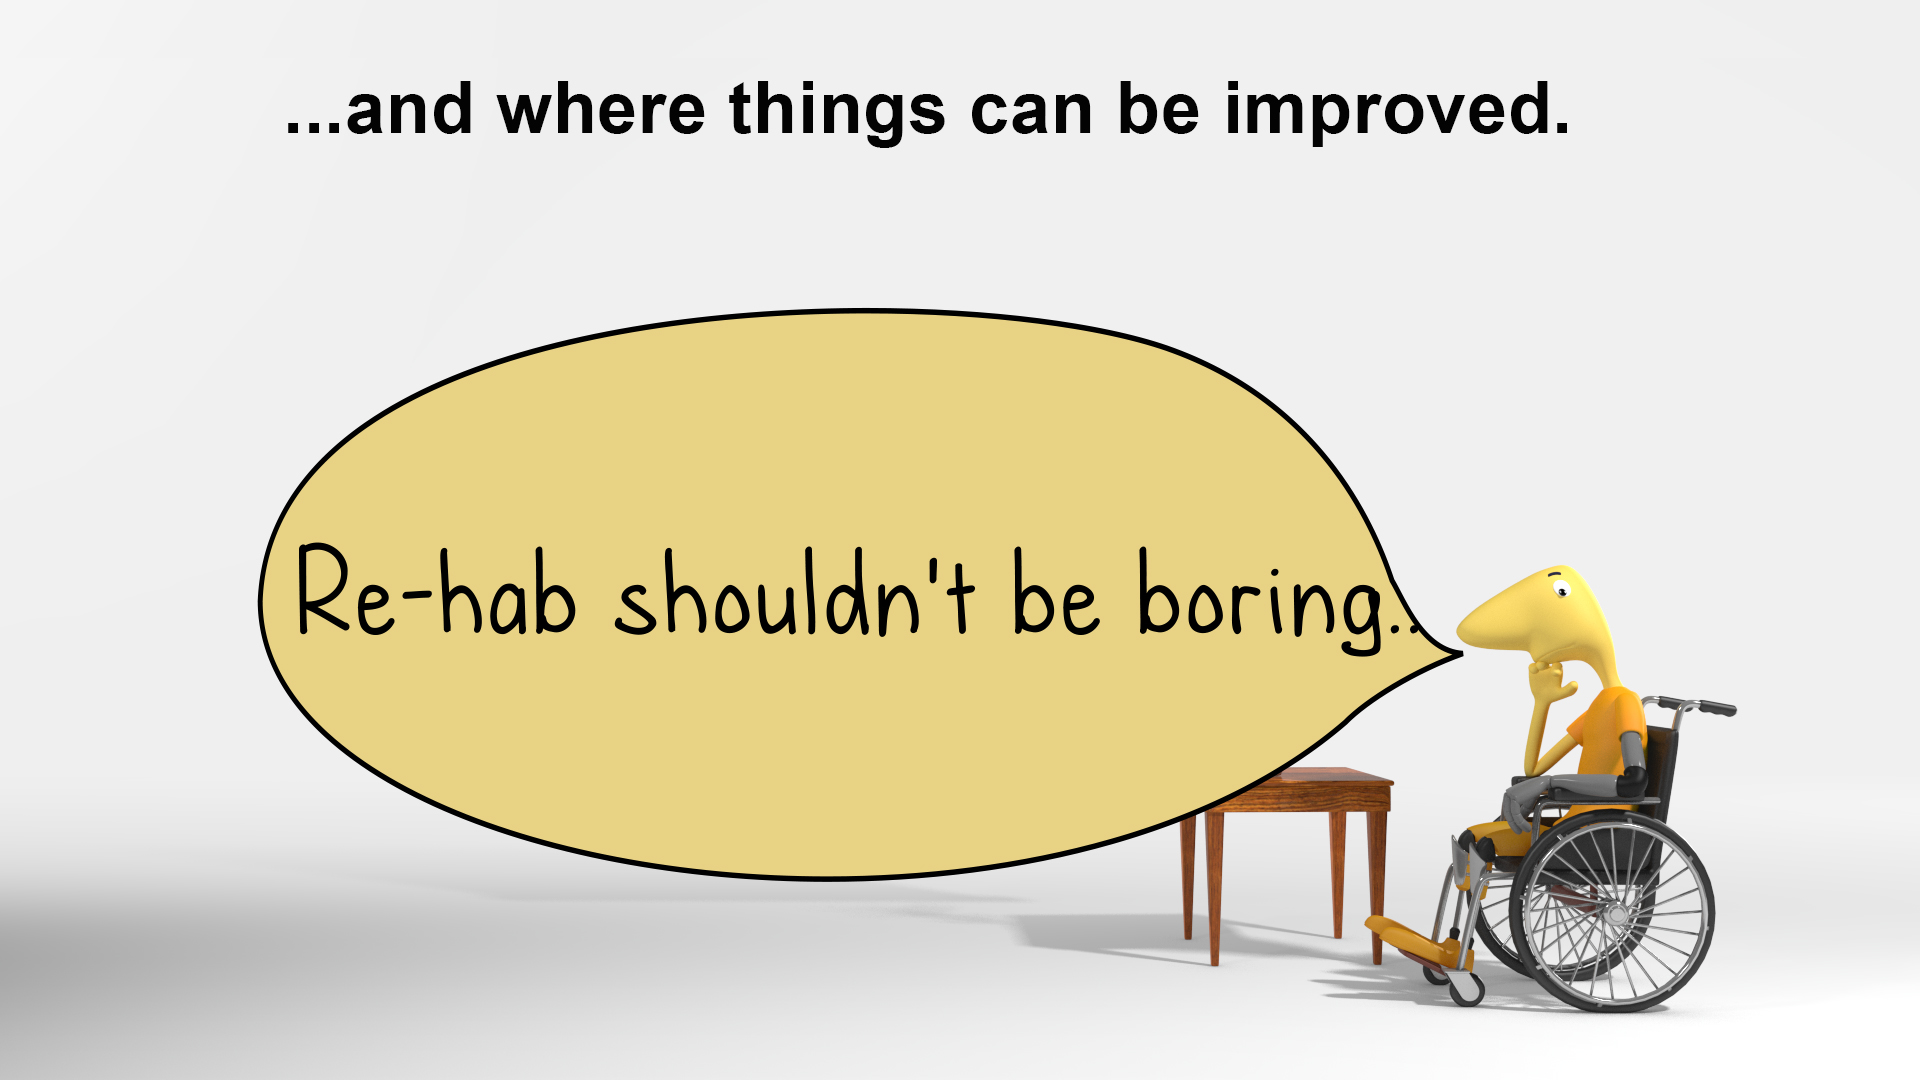 ...and where things can be improved.
Re-hab shouldn't be boring..